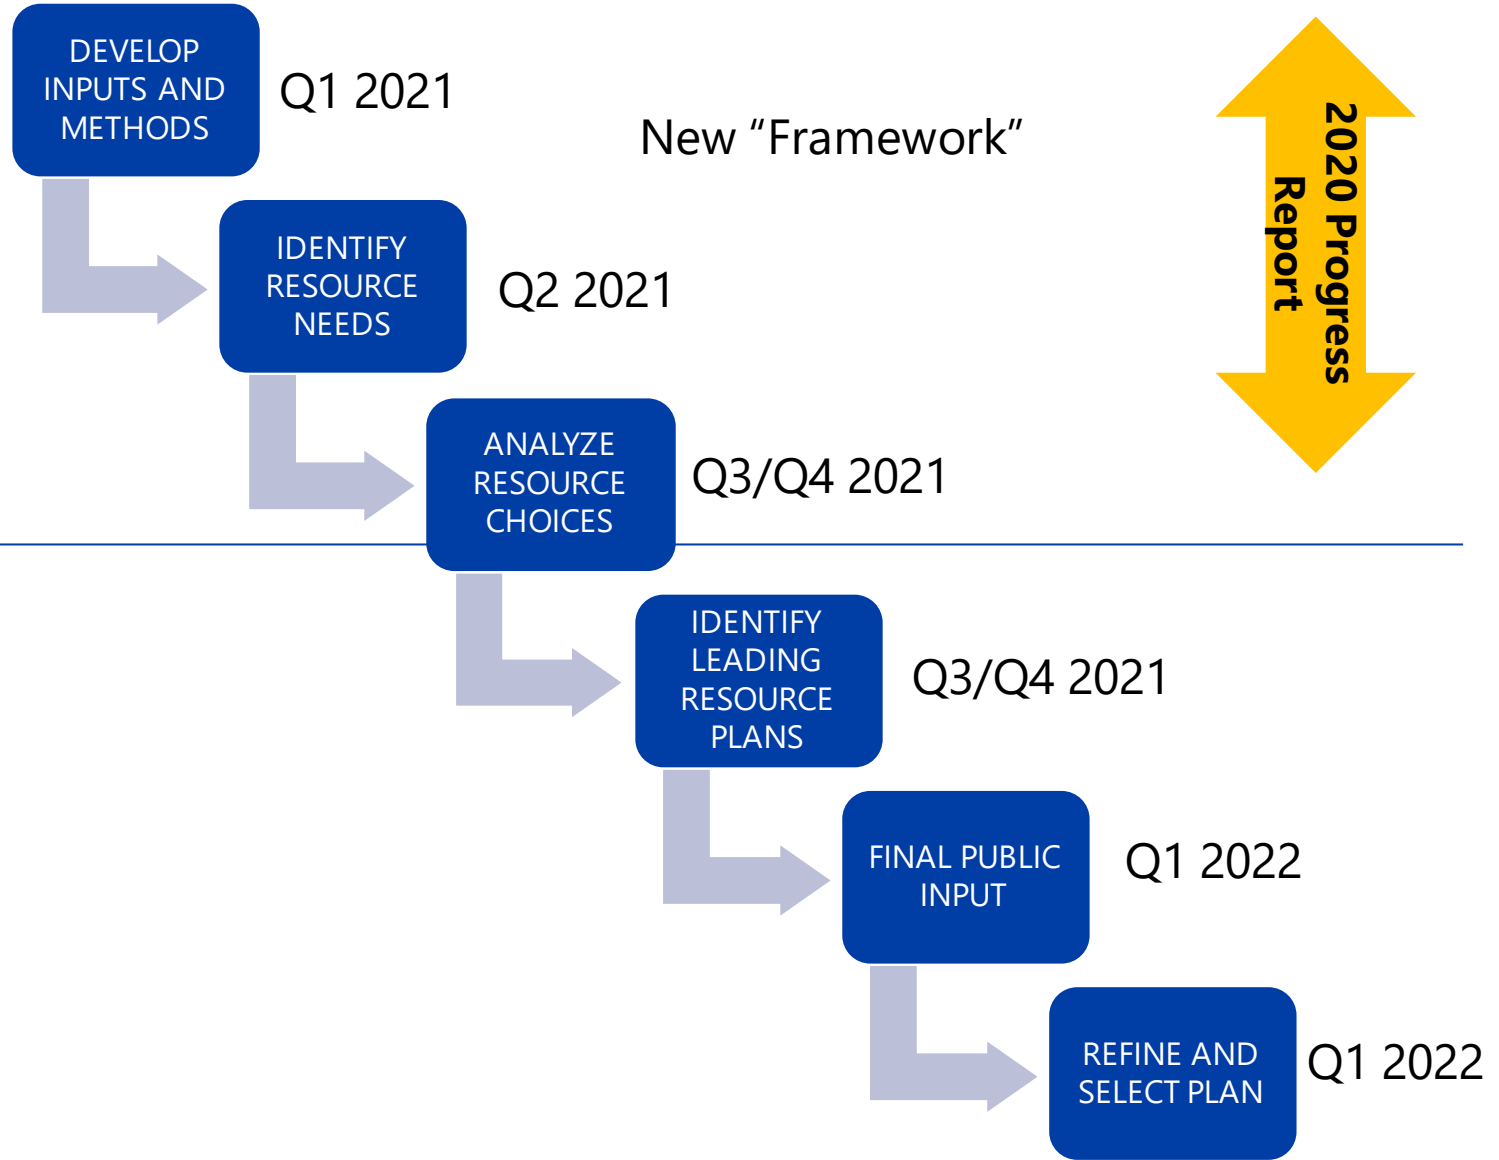 DEVELOP
INPUTS AND
METHODS
Q1 2021
New “Framework”
2020 Progress
Report
IDENTIFY
RESOURCE
NEEDS
Q2 2021
ANALYZE
RESOURCE
CHOICES
Q3/Q4 2021
IDENTIFY
LEADING
RESOURCE
PLANS
Q3/Q4 2021
FINAL PUBLIC
INPUT
Q1 2022
REFINE AND
SELECT PLAN
Q1 2022